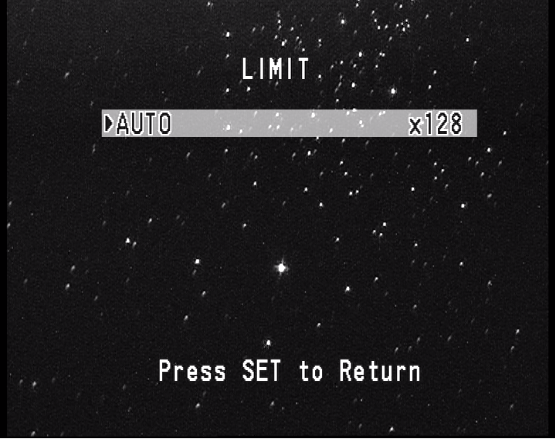 LIMIT
AUTO x128
Press SET to Return